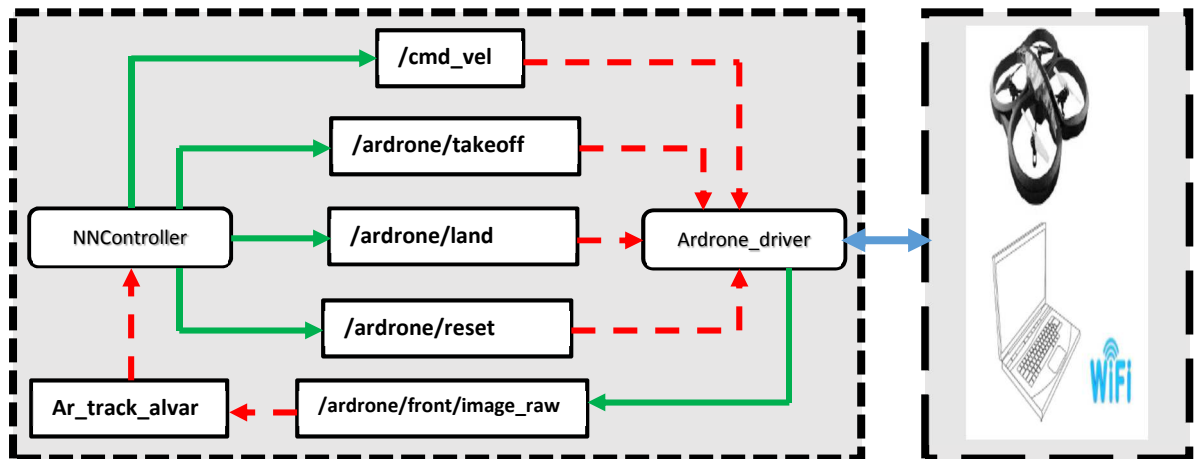 /cmd_vel
/ardrone/takeoff
NNController
/ardrone/land
Ardrone_driver
/ardrone/reset
Ar_track_alvar
/ardrone/front/image_raw
WiFi